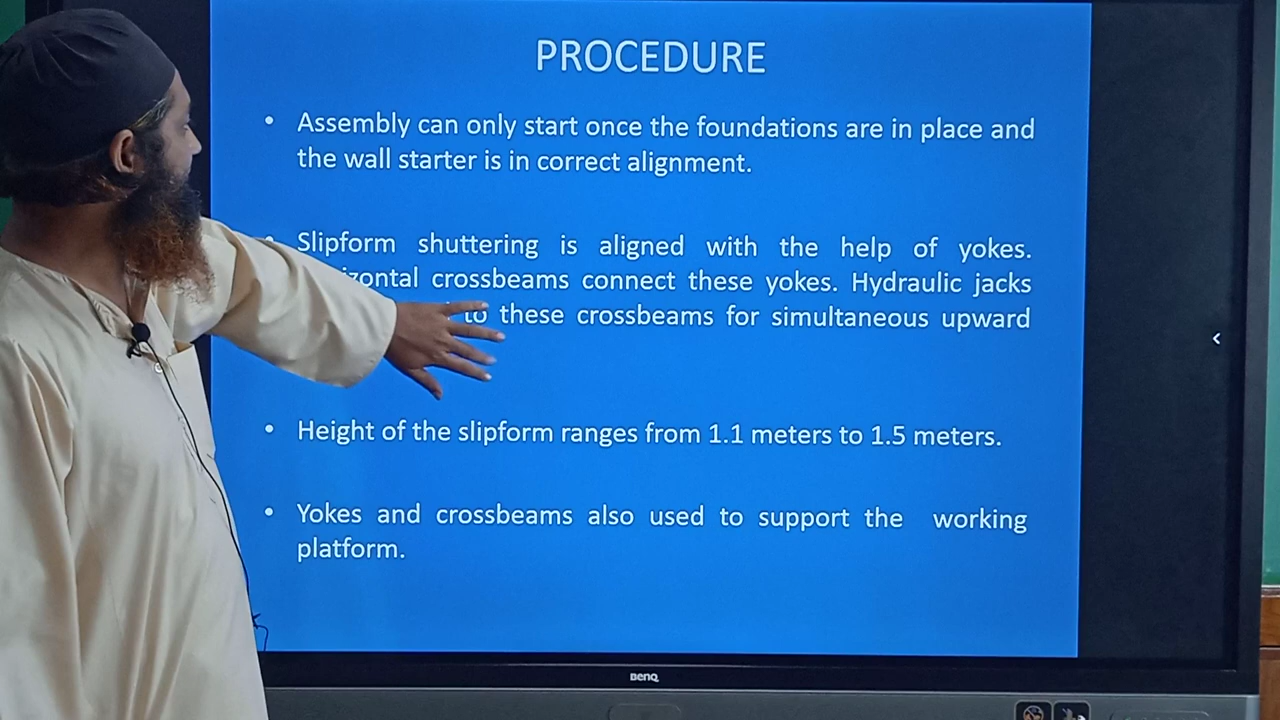 PROCEDURE
• Assembly can only start once the foundations are in place and
the wall starter is in correct alignment.
• Slipform shuttering is aligned with the help of yokes.
crossbeams connect these yokes. Hydraulic jacks
to these crossbeams for simultaneous upward
• Height of the slipform ranges from 1.1 meters to 1.5 meters.
• Yokes and crossbeams also used to support the working
platform.
BenQ